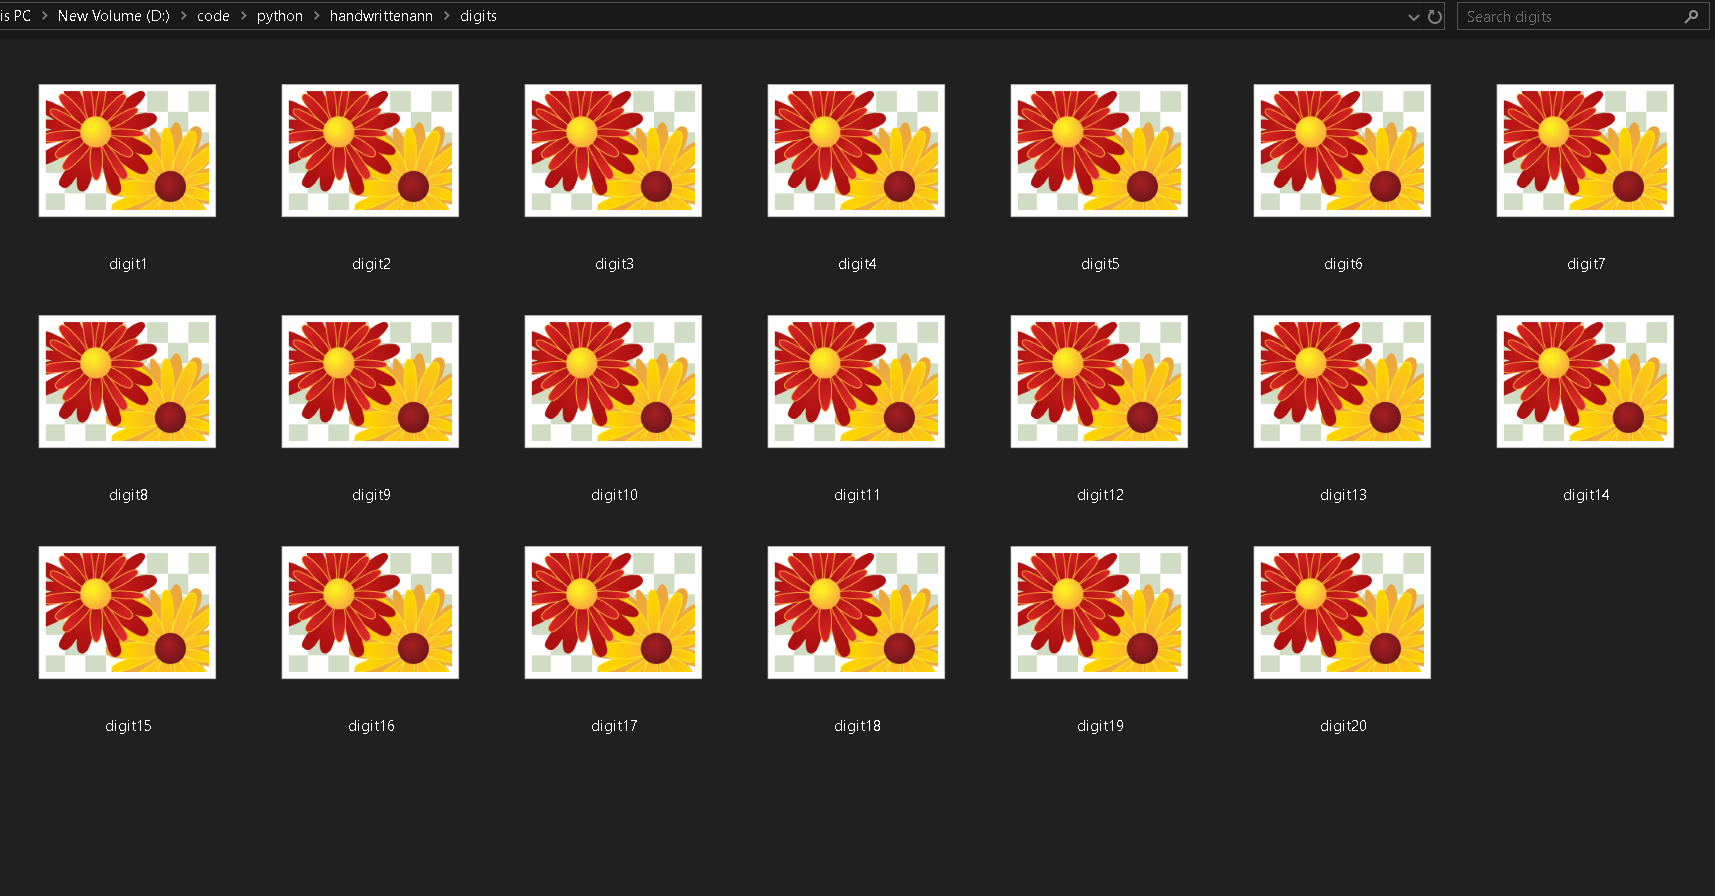 is PC > New Volume (D:) > code > python > handwrittenann > digits
Search digits
digit1 digit2 digit3 digit4 digit5 digit6 digit7
digit8 digit9 digit10 digit11 digit12 digit13 digit14
digit15 digit16 digit17 digit18 digit19 digit20